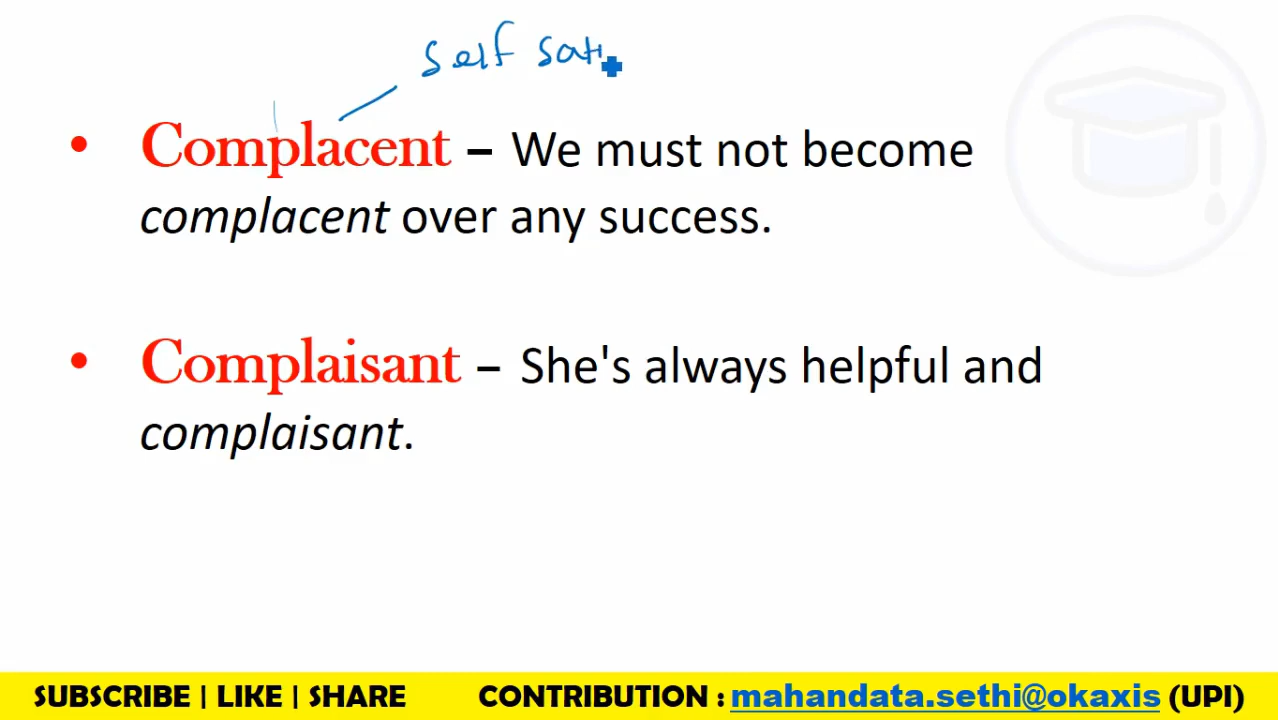 self sati
• Complacent – We must not become
complacent over any success.
• Complaisant – She's always helpful and
complaisant.
SUBSCRIBE | LIKE | SHARE CONTRIBUTION : mahandata.sethi@okaxis (UPI)